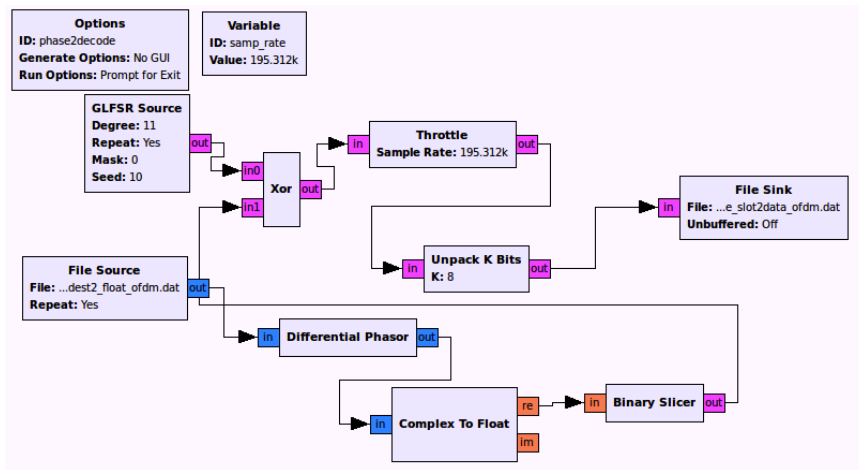 Options
ID: phase2decode
Generate Options: No GUI
Run Options: Prompt for Exit
Variable
ID: samp_rate
Value: 195.312k
GLFSR Source
Degree: 11
Repeat: Yes
Mask: 0
Seed: 10
out
in0
in1
Xor
out
in
Throttle
Sample Rate: 195.312k
out
in
File Sink
File: ...e_slot2data_ofdm.dat
Unbuffered: Off
in
Unpack K Bits
K: 8
out
File Source
File: ...dest2_float_ofdm.dat
Repeat: Yes
out
in
Differential Phasor
out
in
Complex To Float
re
im
in
Binary Slicer
out